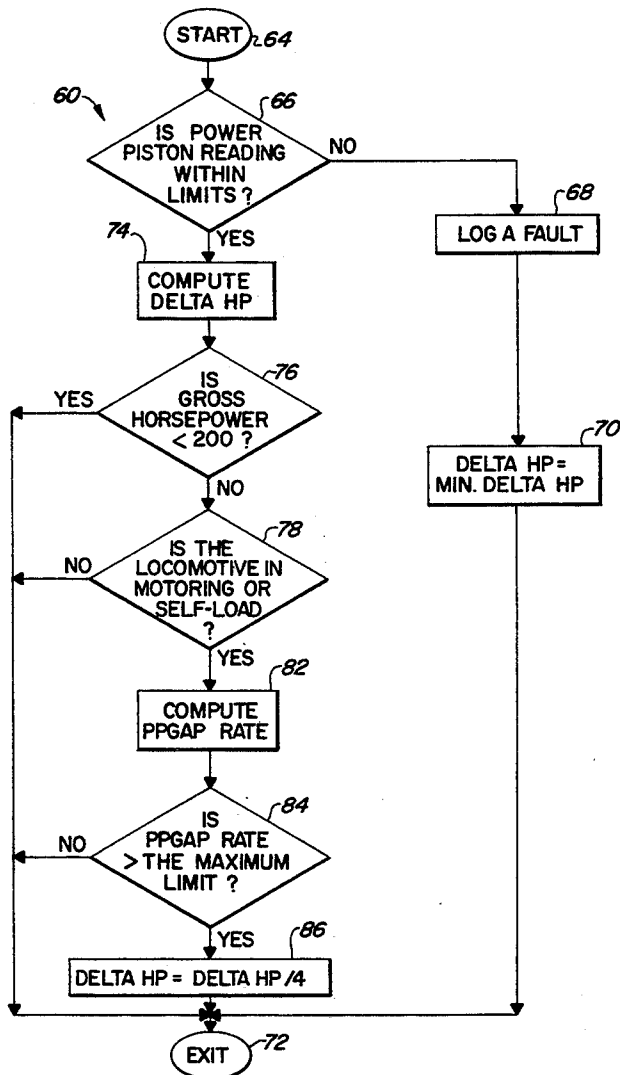 START
64
60
66
IS POWER
PISTON READING
WITHIN
LIMITS ?
NO
YES
68
LOG A FAULT
74
COMPUTE
DELTA HP
76
IS
GROSS
HORSEPOWER
< 200 ?
YES
NO
70
DELTA HP =
MIN. DELTA HP
78
IS THE
LOCOMOTIVE IN
MOTORING OR
SELF-LOAD
?
NO
YES
82
COMPUTE
PPGAP RATE
84
IS
PPGAP RATE
> THE MAXIMUM
LIMIT ?
NO
YES
86
DELTA HP = DELTA HP /4
EXIT
72